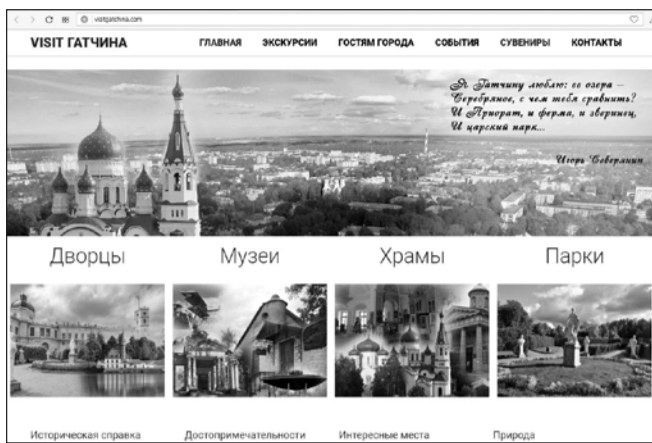 visitgatchina.com
VISIT ГАТЧИНА
ГЛАВНАЯ ЭКСКУРСИИ ГОСТЯМ ГОРОДА СОБЫТИЯ СУВЕНИРЫ КОНТАКТЫ
Я Гатчину люблю: ее озера –
Серебряное, с чем тебя сравнить?
И Приорат, и ферма, и зверинец,
И царский парк...
Игорь Северянин
Дворцы Музеи Храмы Парки
Историческая справка Достопримечательности Интересные места Природа